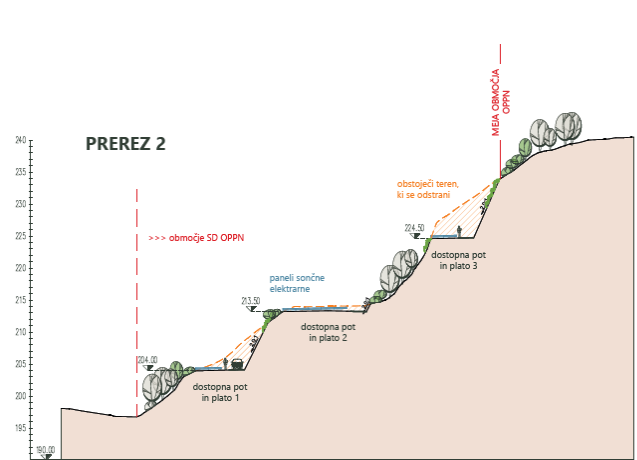 MEJA OBMOČJA
OPPN
PREREZ 2
240
235
230
225
220
215
210
205
200
195
190.00
>>> območje SD OPPN
obstoječi teren,
ki se odstrani
224.50
dostopna pot
in plato 3
paneli sončne
elektrarne
213.50
dostopna pot
in plato 2
204.00
dostopna pot
in plato 1